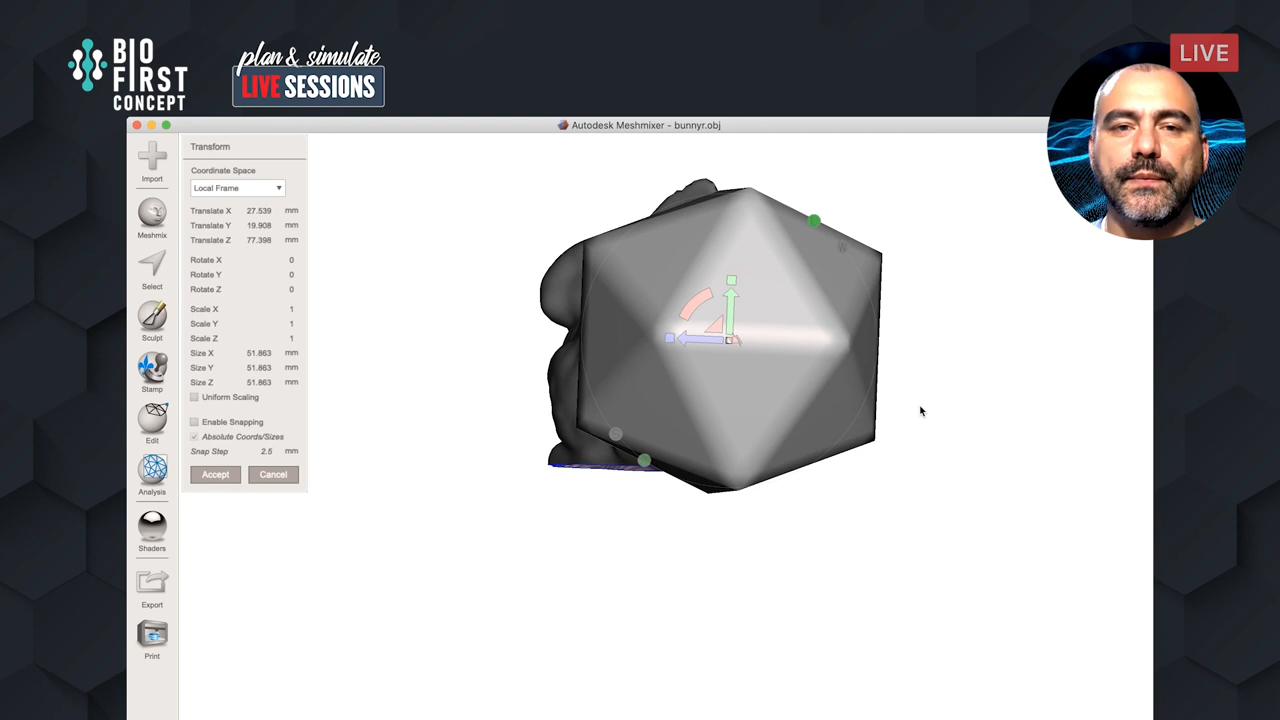 BIO
FIRST
CONCEPT
plan & simulate
LIVE SESSIONS
LIVE
Autodesk Meshmixer - bunnyr.obj
Import
Meshmix
Select
Sculpt
Stamp
Edit
Analysis
Shaders
Export
Print
Transform
Coordinate Space
Local Frame
Translate X 27.539 mm
Translate Y 19.908 mm
Translate Z 77.398 mm
Rotate X 0
Rotate Y 0
Rotate Z 0
Scale X 1
Scale Y 1
Scale Z 1
Size X 51.863 mm
Size Y 51.863 mm
Size Z 51.863 mm
Uniform Scaling
Enable Snapping
Absolute Coords/Sizes
Snap Step 2.5 mm
Accept Cancel